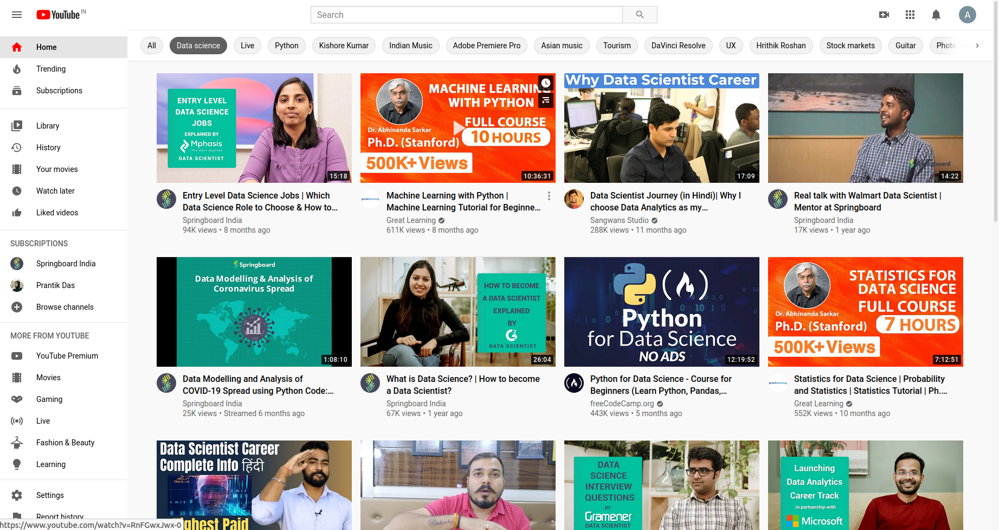 YouTube IN
Search
A
Home
Trending
Subscriptions
Library
History
Your movies
Watch later
Liked videos
SUBSCRIPTIONS
Springboard India
Prantik Das
Browse channels
MORE FROM YOUTUBE
YouTube Premium
Movies
Gaming
Live
Fashion & Beauty
Learning
Settings
Report history
https://www.youtube.com/watch?v=RnFGwxJwx-0
All
Data science
Live
Python
Kishore Kumar
Indian Music
Adobe Premiere Pro
Asian music
Tourism
DaVinci Resolve
UX
Hrithik Roshan
Stock markets
Guitar
ENTRY LEVEL
DATA SCIENCE
JOBS
EXPLAINED BY
Mphasis
The Next Applied
DATA SCIENTIST
15:18
Entry Level Data Science Jobs | Which
Data Science Role to Choose & How to...
Springboard India
94K views • 8 months ago
MACHINE LEARNING
WITH PYTHON
FULL COURSE
10 HOURS
Dr. Abhinanda Sarkar
Ph.D. (Stanford)
500K+Views
10:36:31
Machine Learning with Python |
Machine Learning Tutorial for Beginne...
Great Learning
611K views • 8 months ago
Why Data Scientist Career
17:09
Data Scientist Journey (in Hindi)| Why I
choose Data Analytics as my...
Sangwans Studio
288K views • 11 months ago
Springboard
14:22
Real talk with Walmart Data Scientist |
Mentor at Springboard
Springboard India
17K views • 1 year ago
Springboard
Data Modelling & Analysis of
Coronavirus Spread
1:08:10
Data Modelling and Analysis of
COVID-19 Spread using Python Code:...
Springboard India
25K views • Streamed 6 months ago
HOW TO BECOME
A DATA SCIENTIST
EXPLAINED
BY
G2
DATA SCIENTIST
26:04
What is Data Science? | How to become
a Data Scientist?
Springboard India
67K views • 1 year ago
Python
for Data Science
NO ADS
12:19:52
Python for Data Science - Course for
Beginners (Learn Python, Pandas,...
freeCodeCamp.org
443K views • 5 months ago
STATISTICS FOR
DATA SCIENCE
FULL COURSE
7 HOURS
Dr. Abhinanda Sarkar
Ph.D. (Stanford)
500K+Views
7:12:51
greatlearning
Statistics for Data Science | Probability
and Statistics | Statistics Tutorial | Ph....
Great Learning
552K views • 10 months ago
Data Scientist Career
Complete Info हिंदी
Highest Paid
DATA
SCIENCE
INTERVIEW
QUESTIONS
BY
Gramener
DATA SCIENTIST
Launching
Data Analytics
Career Track
in partnership with
Microsoft